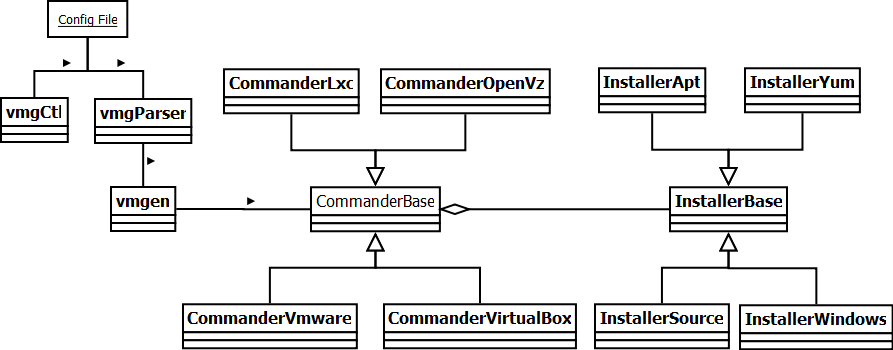 Config File
CommanderLxc
CommanderOpenVz
InstallerApt
InstallerYum
vmgCtl
vmgParser
vmgen
CommanderBase
InstallerBase
CommanderVmware
CommanderVirtualBox
InstallerSource
InstallerWindows